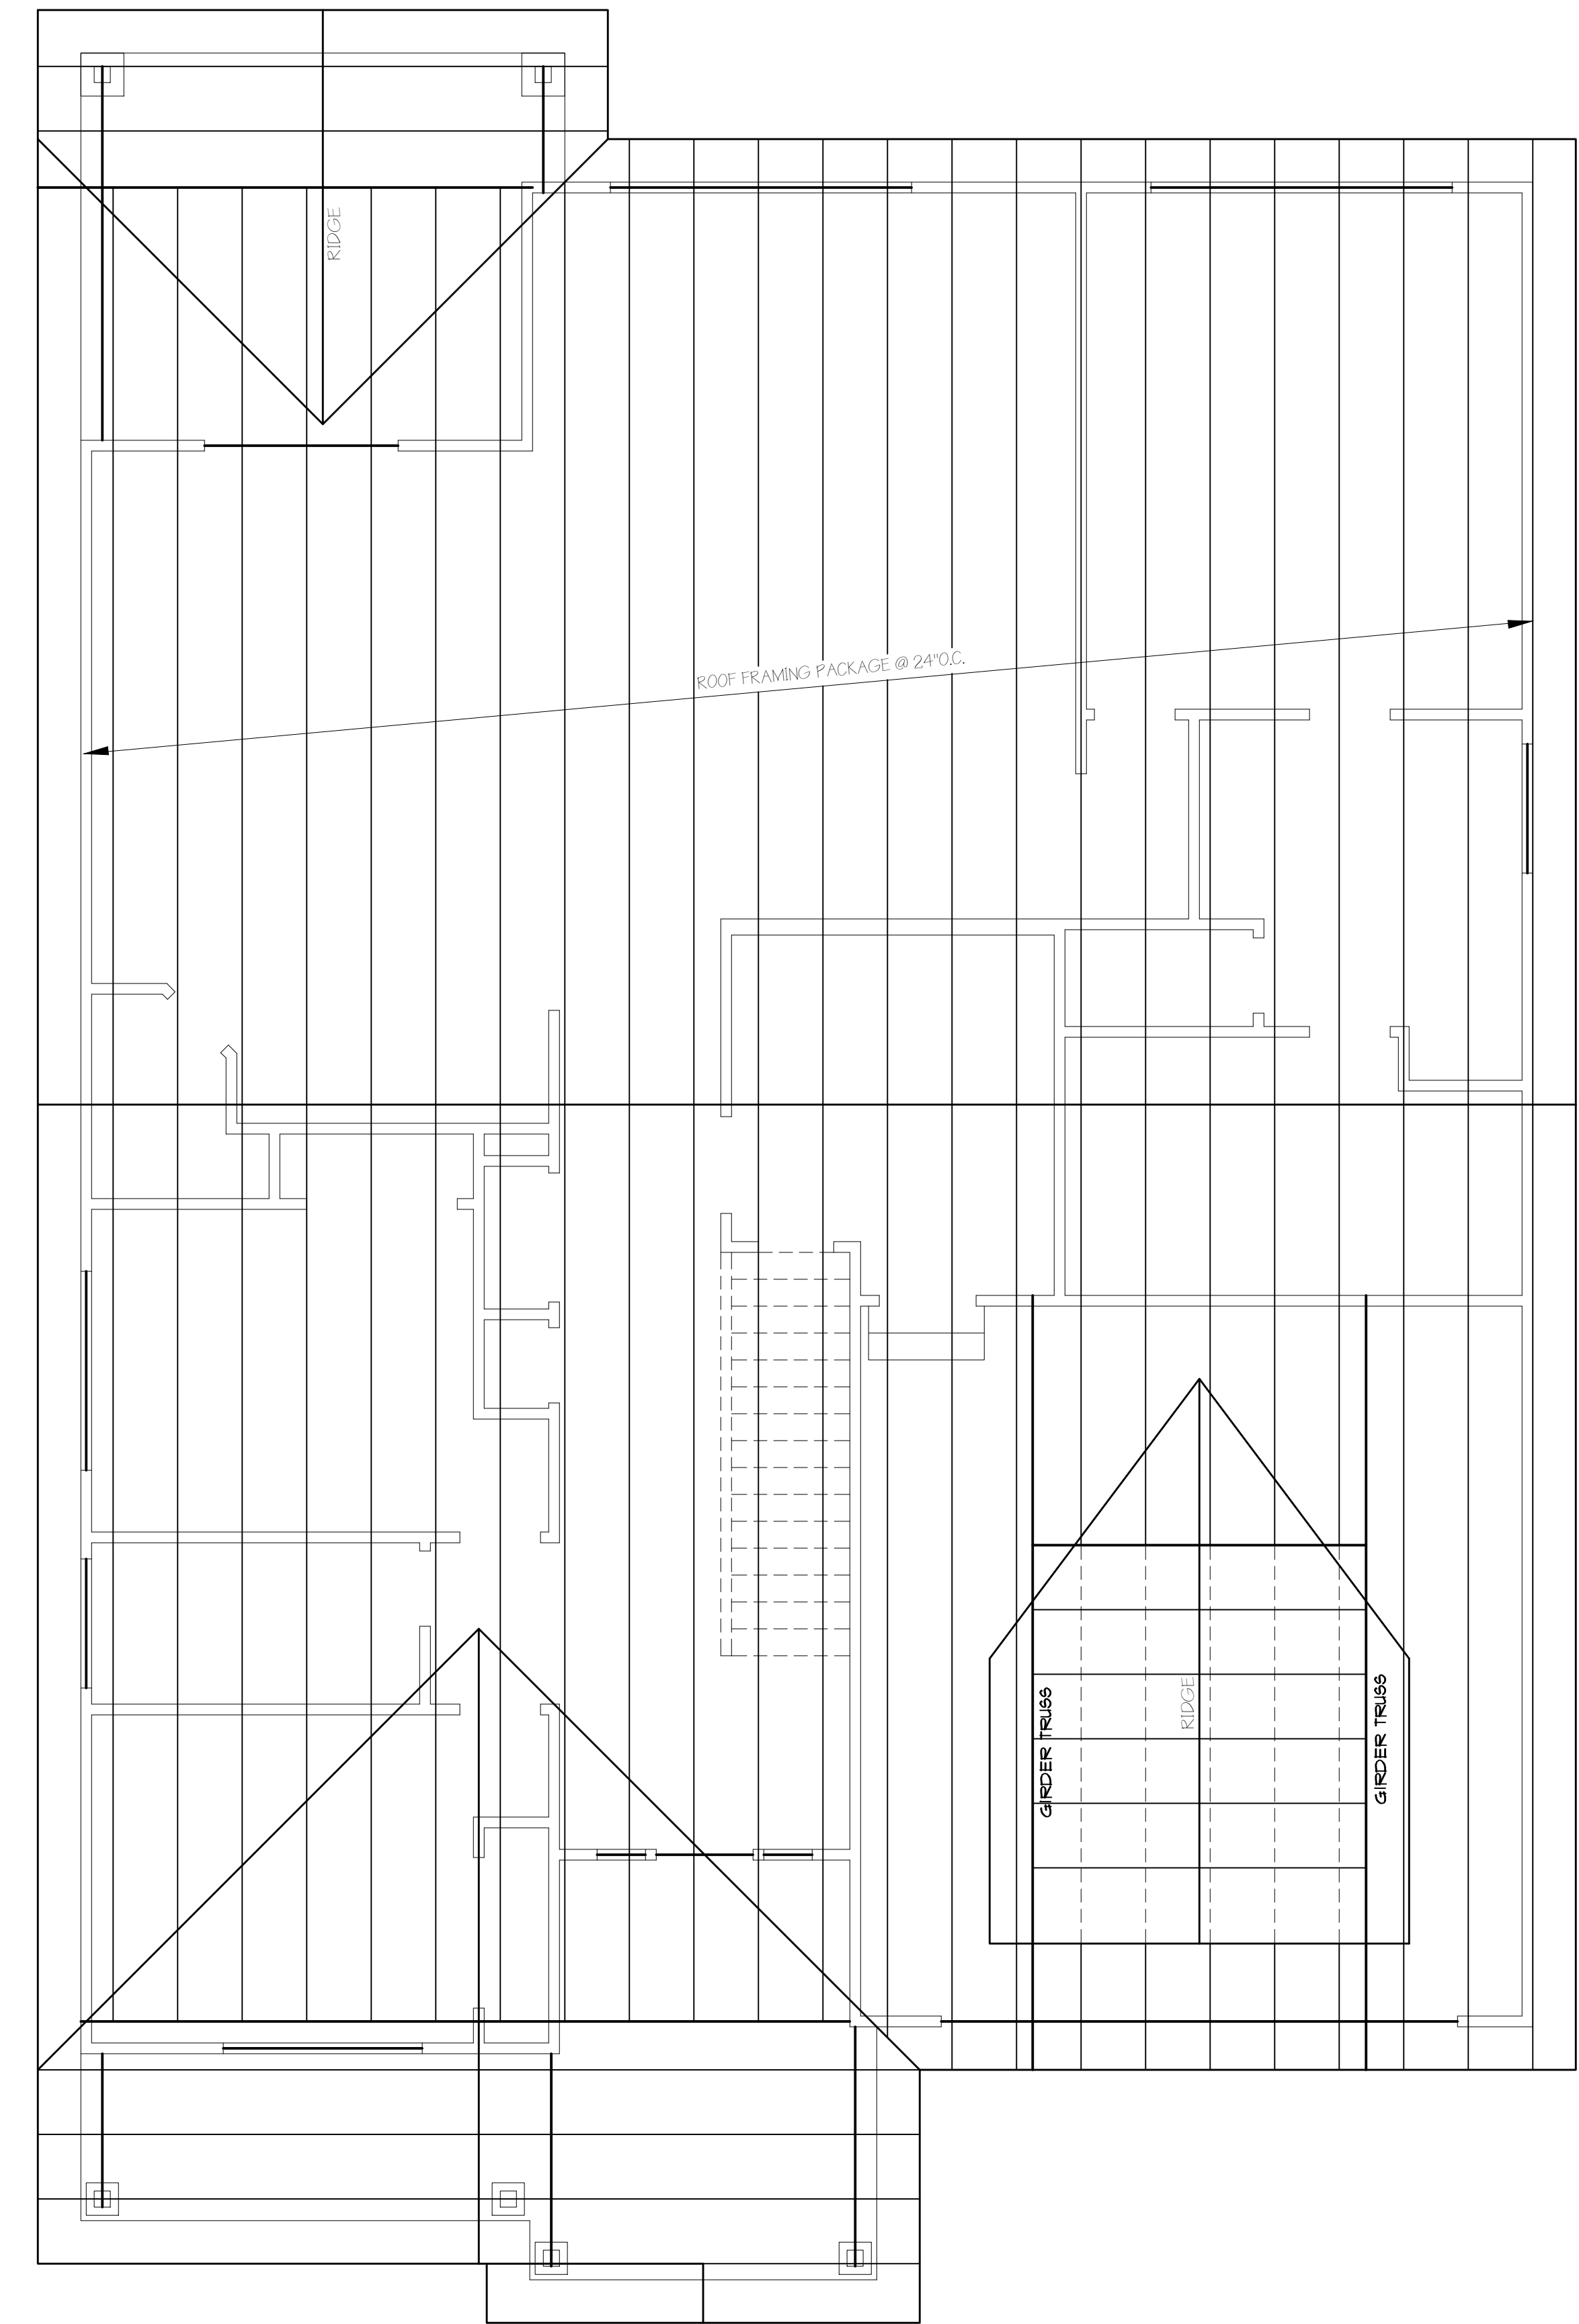 RIDGE
ROOF FRAMING PACKAGE @ 24"O.C.
GIRDER TRUSS
RIDGE
GIRDER TRUSS